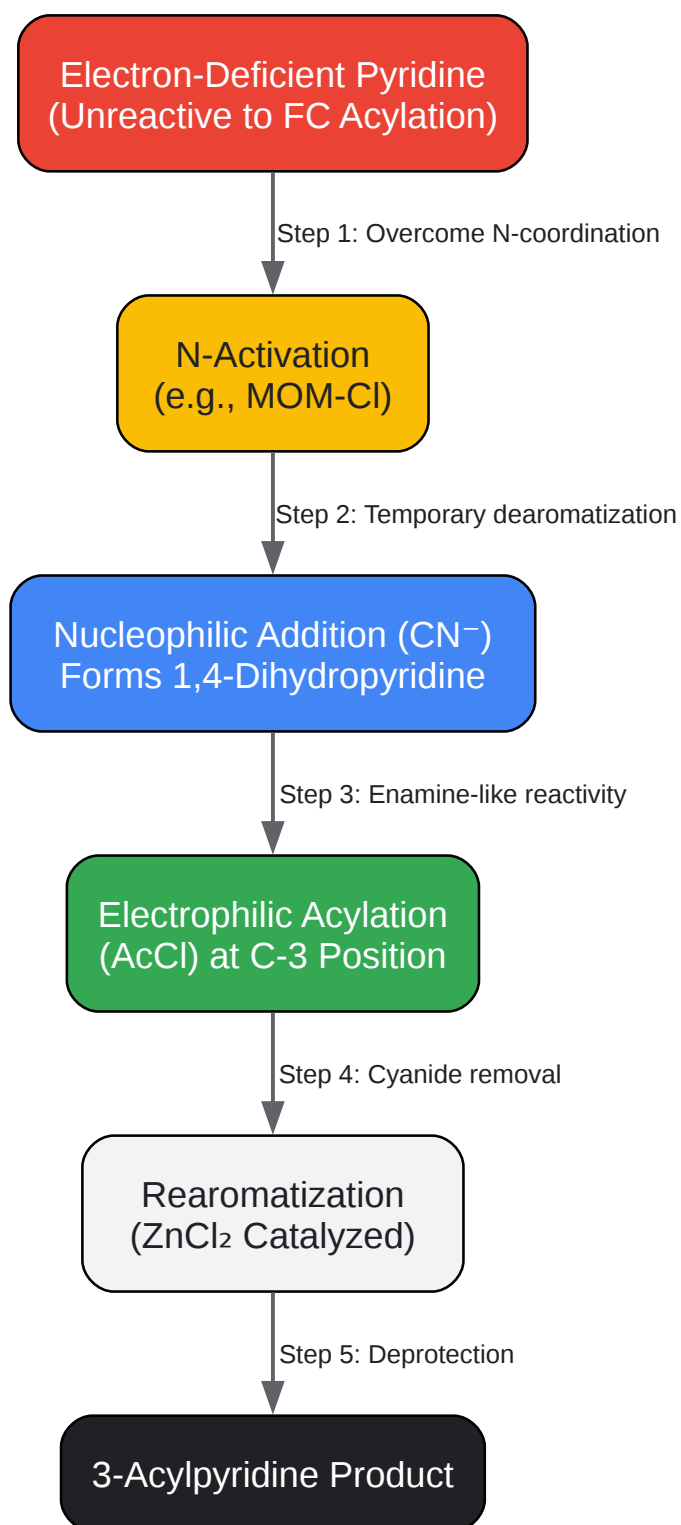 Electron-Deficient Pyridine
(Unreactive to FC Acylation)
Step 1: Overcome N-coordination
N-Activation
(e.g., MOM-Cl)
Step 2: Temporary dearomatization
Nucleophilic Addition (CN⁻)
Forms 1,4-Dihydropyridine
Step 3: Enamine-like reactivity
Electrophilic Acylation
(AcCl) at C-3 Position
Step 4: Cyanide removal
Rearomatization
(ZnCl₂ Catalyzed)
Step 5: Deprotection
3-Acylpyridine Product